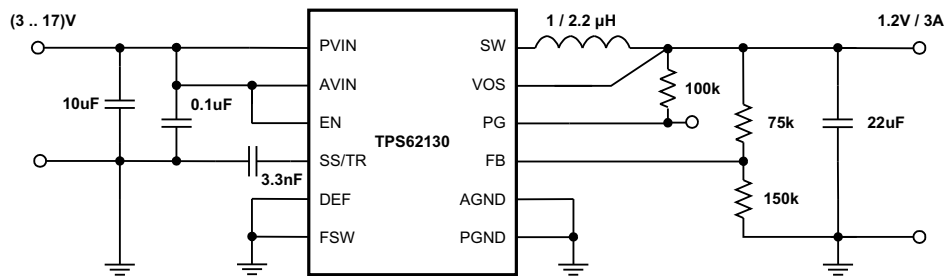 (3 .. 17)V
1 / 2.2 µH
1.2V / 3A
PVIN
SW
AVIN
VOS
10uF
0.1uF
100k
EN
PG
TPS62130
75k
22uF
SS/TR
FB
3.3nF
DEF
AGND
150k
FSW
PGND